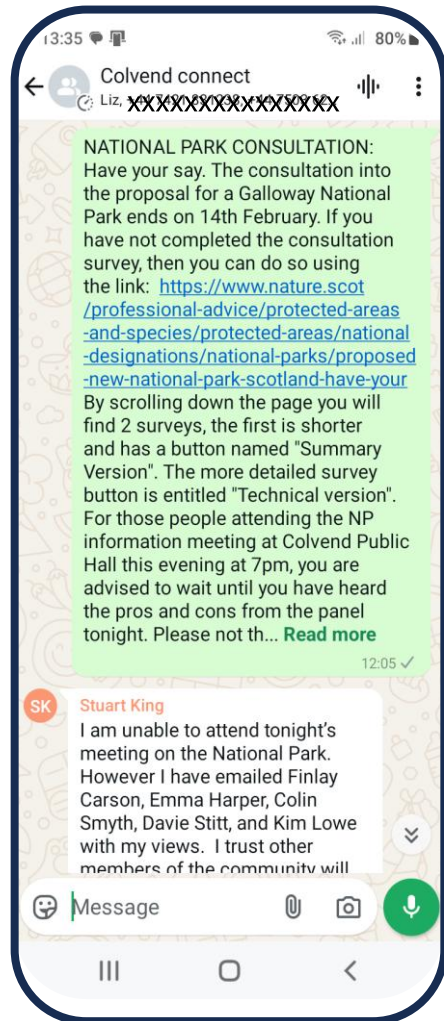 13:35
80%
Colvend connect
Liz,
NATIONAL PARK CONSULTATION:
Have your say. The consultation into
the proposal for a Galloway National
Park ends on 14th February. If you
have not completed the consultation
survey, then you can do so using
the link: https://www.nature.scot
/professional-advice/protected-areas
-and-species/protected-areas/national
-designations/national-parks/proposed
-new-national-park-scotland-have-your
By scrolling down the page you will
find 2 surveys, the first is shorter
and has a button named "Summary
Version". The more detailed survey
button is entitled "Technical version".
For those people attending the NP
information meeting at Colvend Public
Hall this evening at 7pm, you are
advised to wait until you have heard
the pros and cons from the panel
tonight. Please not th... Read more
12:05
SK
Stuart King
I am unable to attend tonight's
meeting on the National Park.
However I have emailed Finlay
Carson, Emma Harper, Colin
Smyth, Davie Stitt, and Kim Lowe
with my views. I trust other
members of the community will
Message